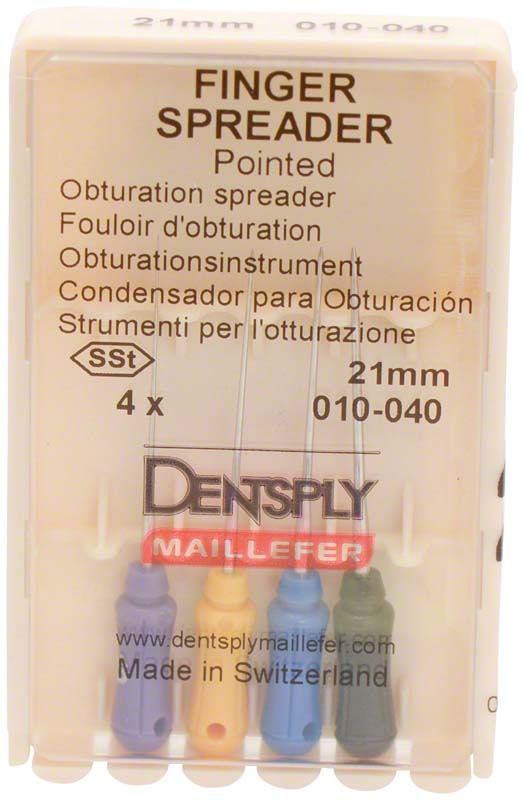 21mm 010-040
FINGER
SPREADER
Pointed
Obturation spreader
Fouloir d'obturation
Obturationsinstrument
Condensador para Obturación
Strumenti per l'otturazione
SSt
21mm
4 x
010-040
DENTSPLY
MAILLEFER
www.dentsplymaillefer.com
Made in Switzerland